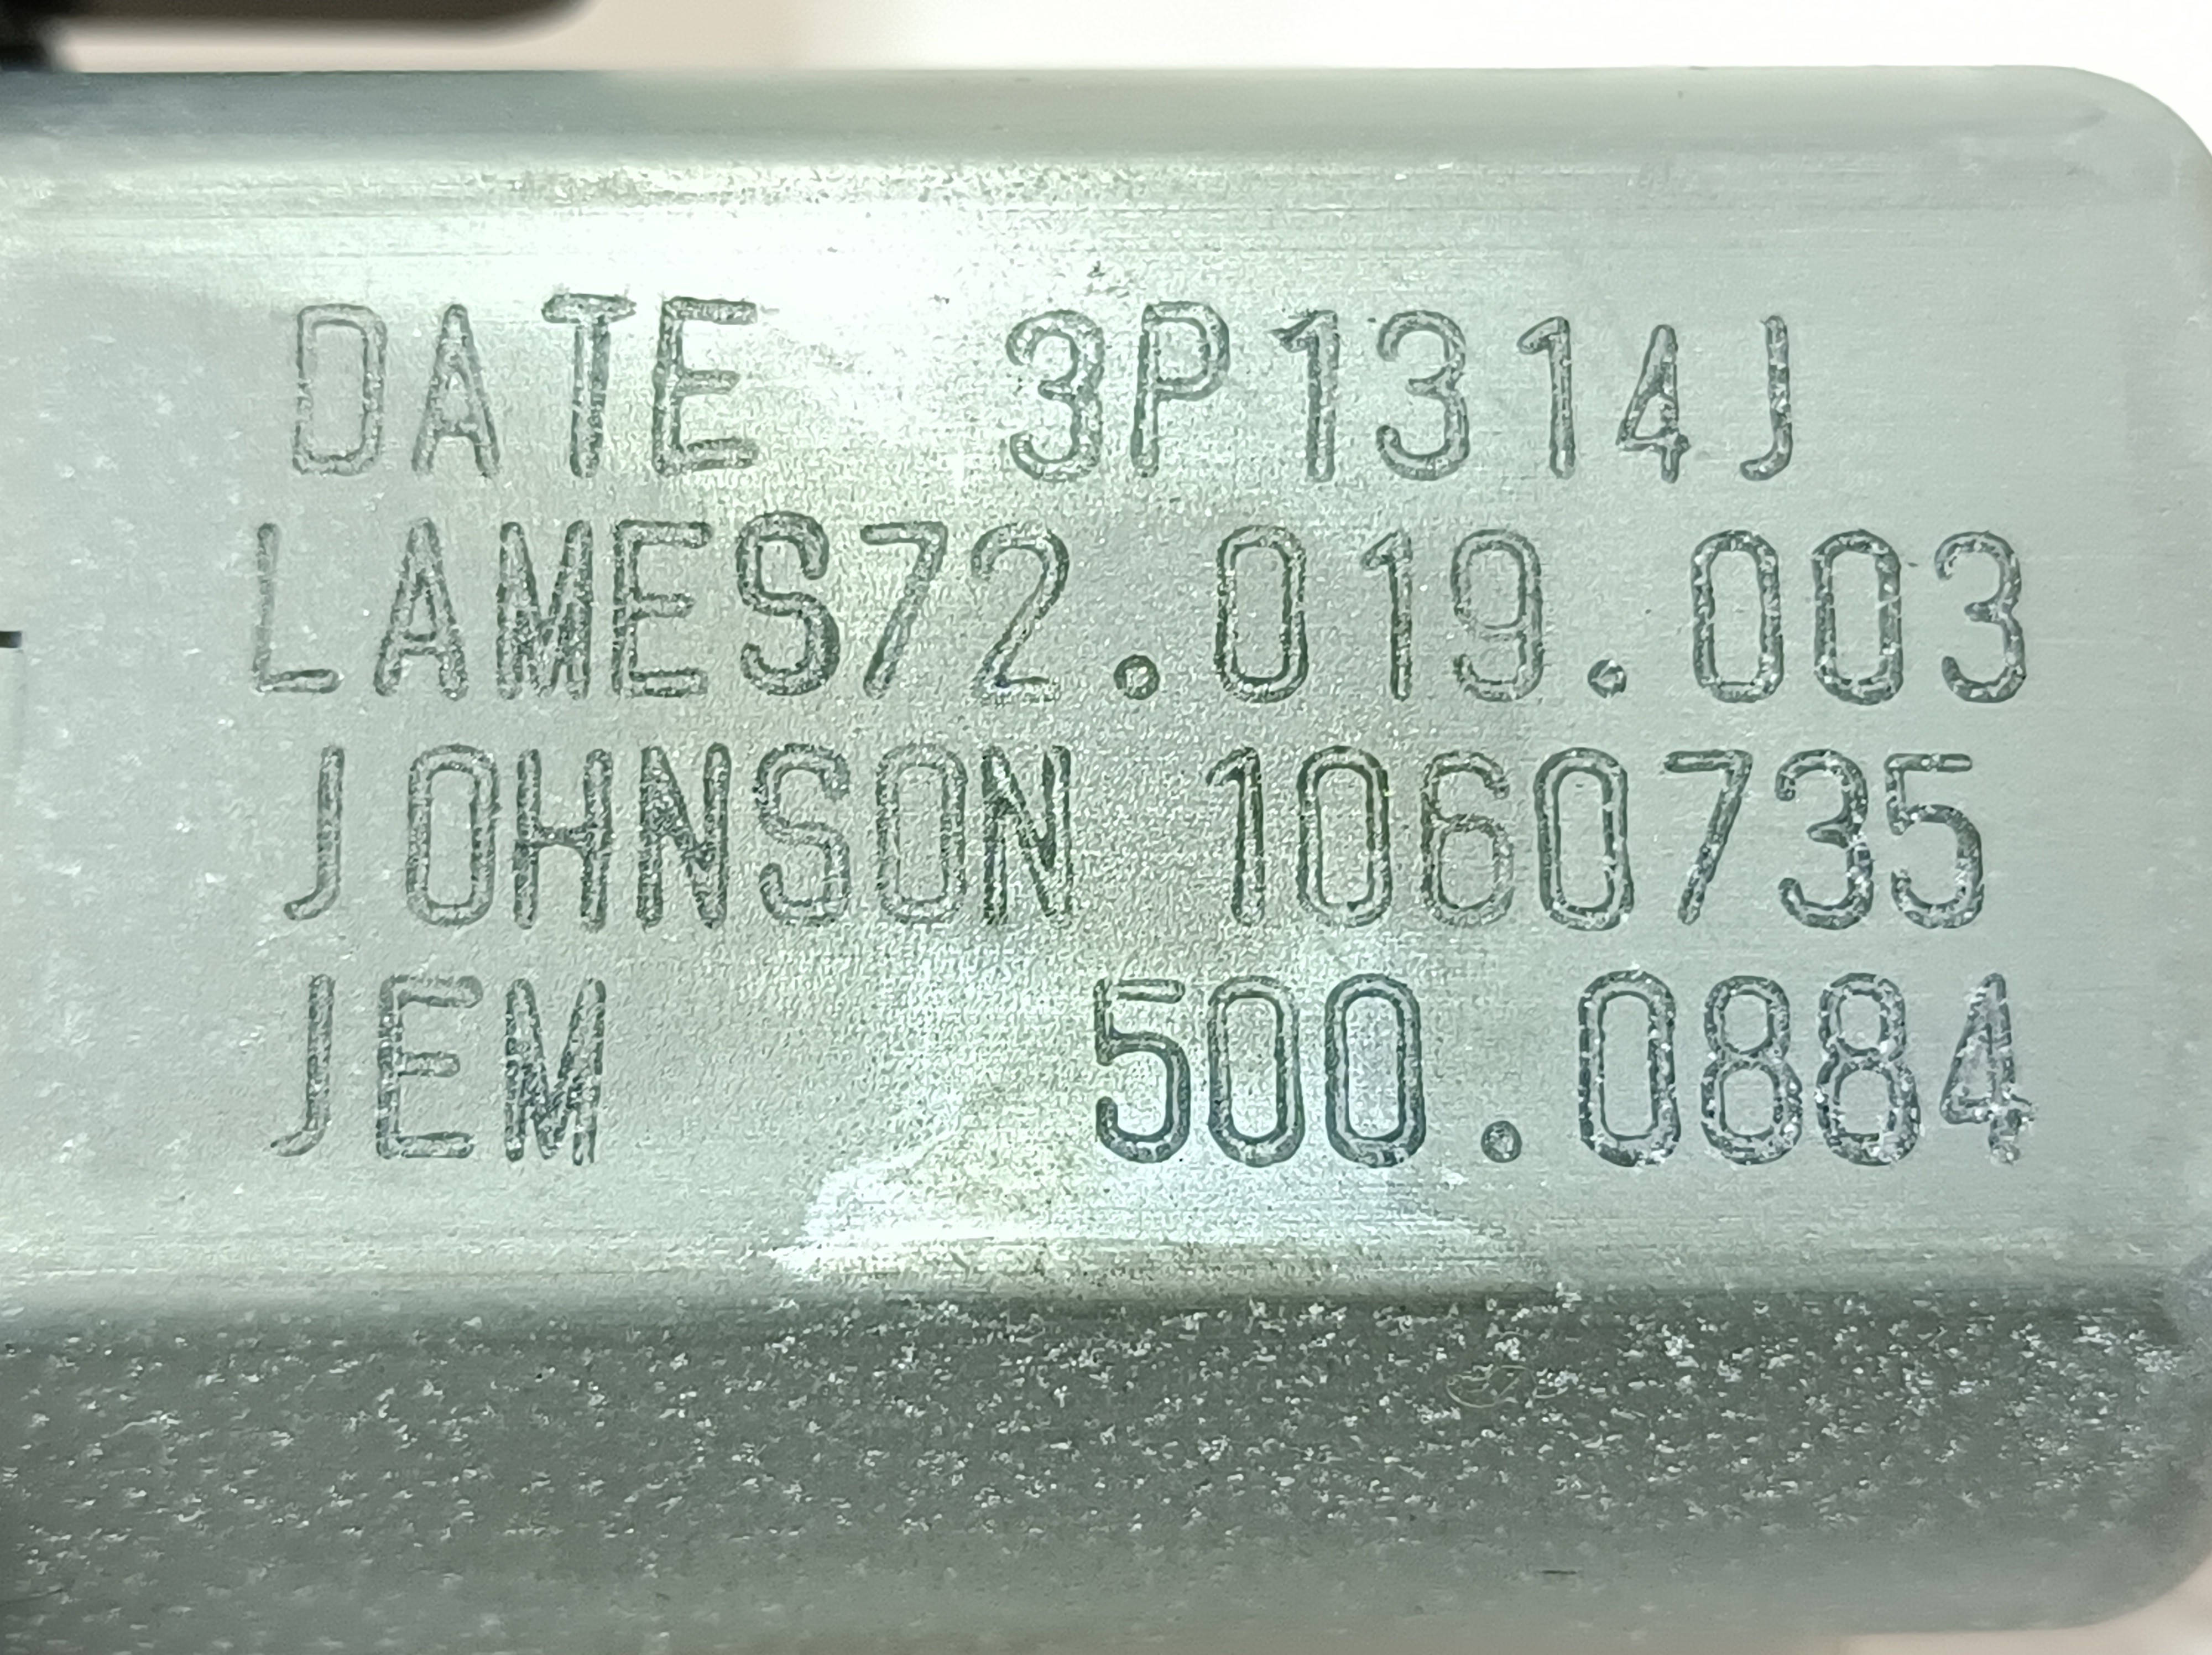 DATE 3P1314J
LAMES72.019.003
JOHNSON 1060735
JEM 500.0884